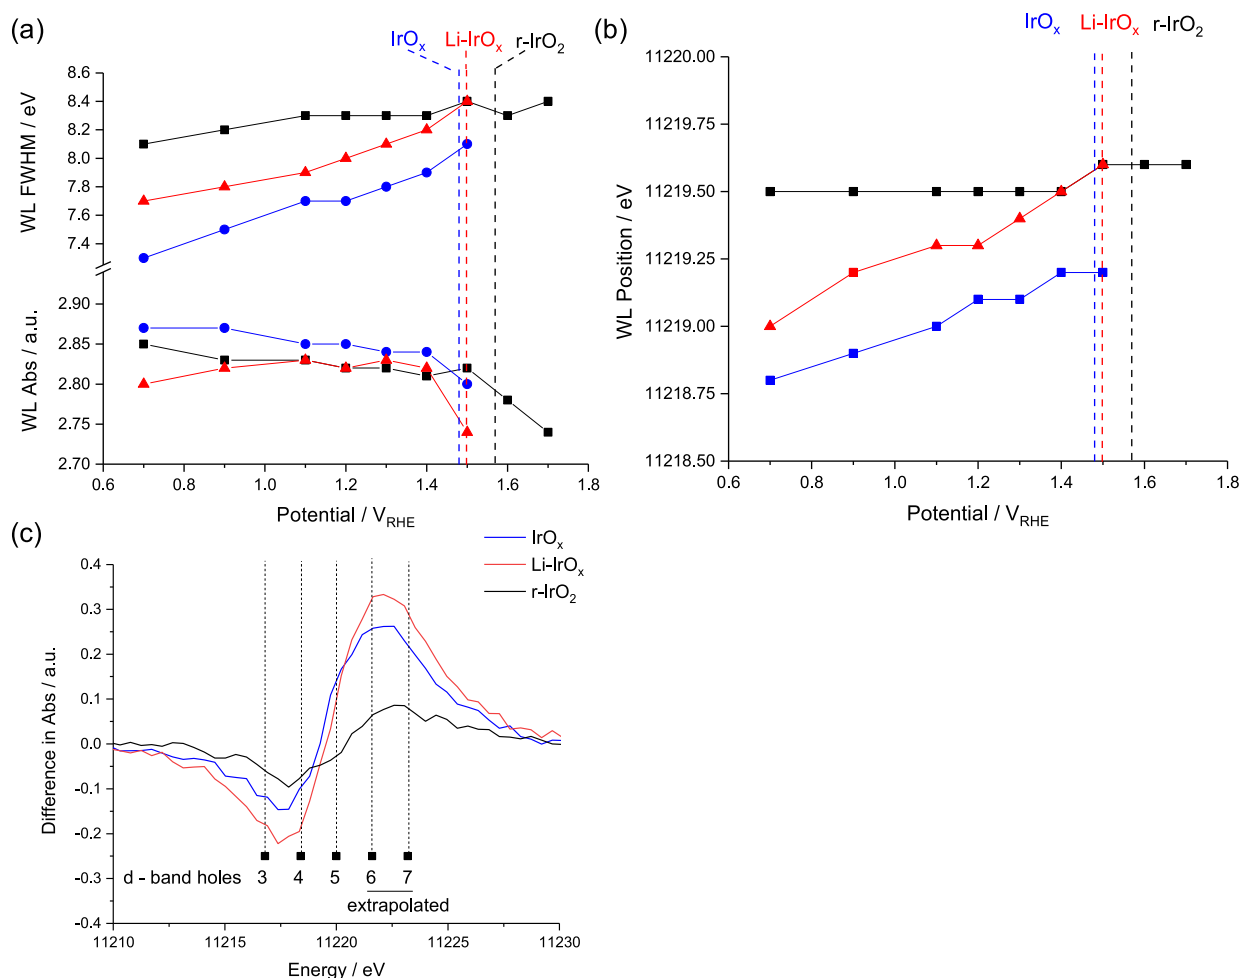 (a)
IrOx
Li-IrOx
r-IrO2
WL FWHM / eV
8.6
8.4
8.2
8.0
7.8
7.6
7.4
WL Abs / a.u.
2.90
2.85
2.80
2.75
2.70
0.6 0.8 1.0 1.2 1.4 1.6 1.8
Potential / VRHE
(b)
IrOx Li-IrOx r-IrO2
WL Position / eV
11220.00
11219.75
11219.50
11219.25
11219.00
11218.75
11218.50
0.6 0.8 1.0 1.2 1.4 1.6 1.8
Potential / VRHE
(c)
IrOx
Li-IrOx
r-IrO2
Difference in Abs / a.u.
0.4
0.3
0.2
0.1
0.0
-0.1
-0.2
-0.3
-0.4
d - band holes 3 4 5 6 7
extrapolated
11210 11215 11220 11225 11230
Energy / eV